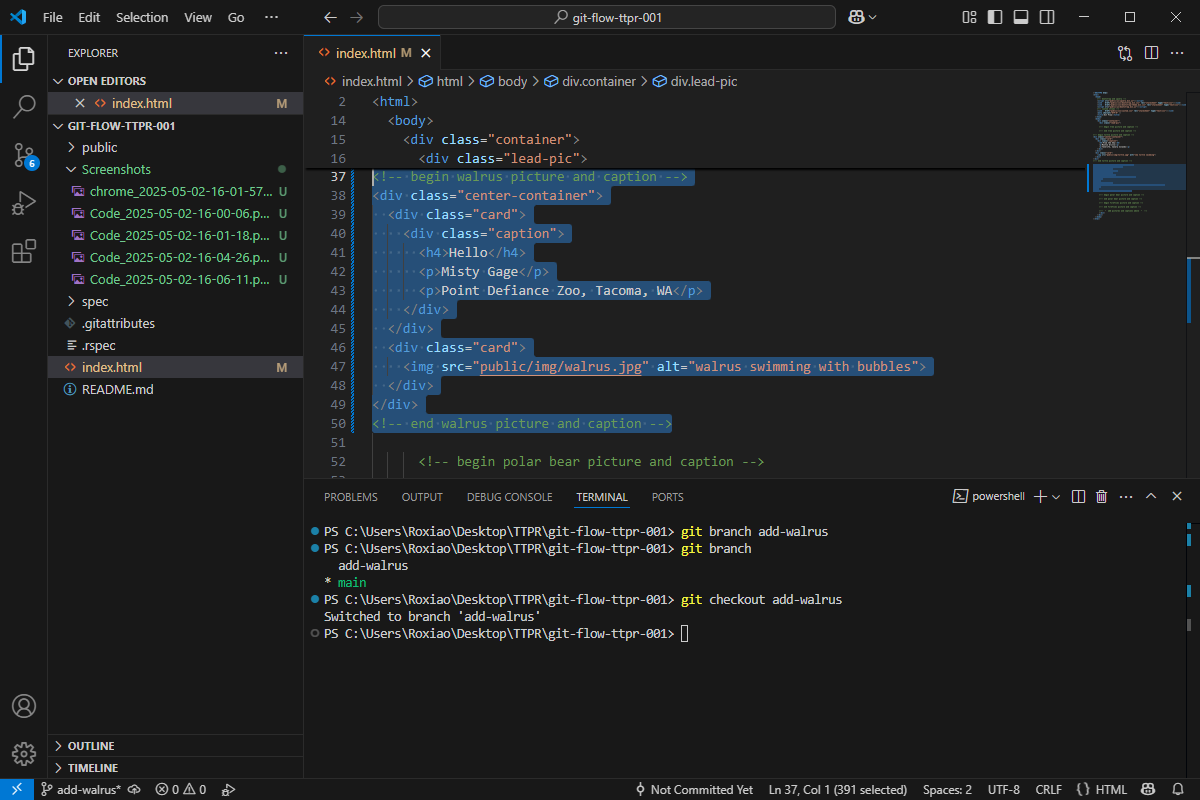 File Edit Selection View Go ··· git-flow-ttpr-001
EXPLORER ···
OPEN EDITORS
index.html M
GIT-FLOW-TTPR-001
public
Screenshots
chrome_2025-05-02-16-01-57... U
Code_2025-05-02-16-00-06.p... U
Code_2025-05-02-16-01-18.p... U
Code_2025-05-02-16-04-26.p... U
Code_2025-05-02-16-06-11.p... U
spec
.gitattributes
.rspec
index.html M
README.md
OUTLINE
TIMELINE
6
index.html M
index.html > html > body > div.container > div.lead-pic
2 <html>
14 <body>
15 <div class="container">
16 <div class="lead-pic">
37 <!-- begin walrus picture and caption -->
38 <div class="center-container">
39 <div class="card">
40 <div class="caption">
41 <h4>Hello</h4>
42 <p>Misty Gage</p>
43 <p>Point Defiance Zoo, Tacoma, WA</p>
44 </div>
45 </div>
46 <div class="card">
47 <img src="public/img/walrus.jpg" alt="walrus swimming with bubbles">
48 </div>
49 </div>
50 <!-- end walrus picture and caption -->
51
52 <!-- begin polar bear picture and caption -->
PROBLEMS OUTPUT DEBUG CONSOLE TERMINAL PORTS powershell
PS C:\Users\Roxiao\Desktop\TTPR\git-flow-ttpr-001> git branch add-walrus
PS C:\Users\Roxiao\Desktop\TTPR\git-flow-ttpr-001> git branch
add-walrus
* main
PS C:\Users\Roxiao\Desktop\TTPR\git-flow-ttpr-001> git checkout add-walrus
Switched to branch 'add-walrus'
PS C:\Users\Roxiao\Desktop\TTPR\git-flow-ttpr-001>
add-walrus* 0 0 Not Committed Yet Ln 37, Col 1 (391 selected) Spaces: 2 UTF-8 CRLF {} HTML